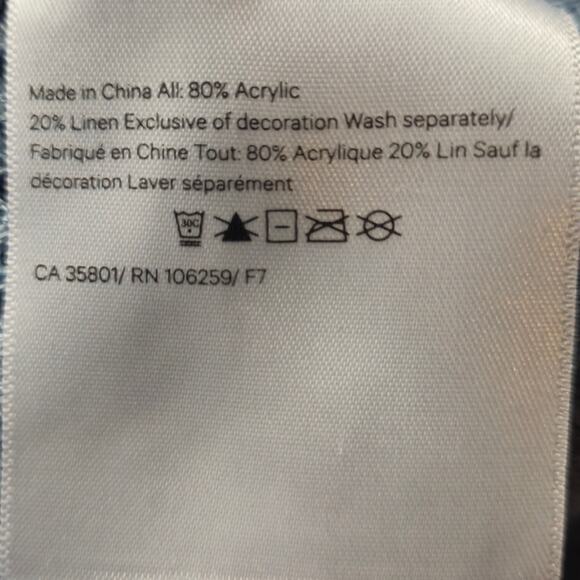 Made in China All: 80% Acrylic
20% Linen Exclusive of decoration Wash separately/
Fabriqué en Chine Tout: 80% Acrylique 20% Lin Sauf la
décoration Laver séparément
30C
CA 35801/ RN 106259/ F7